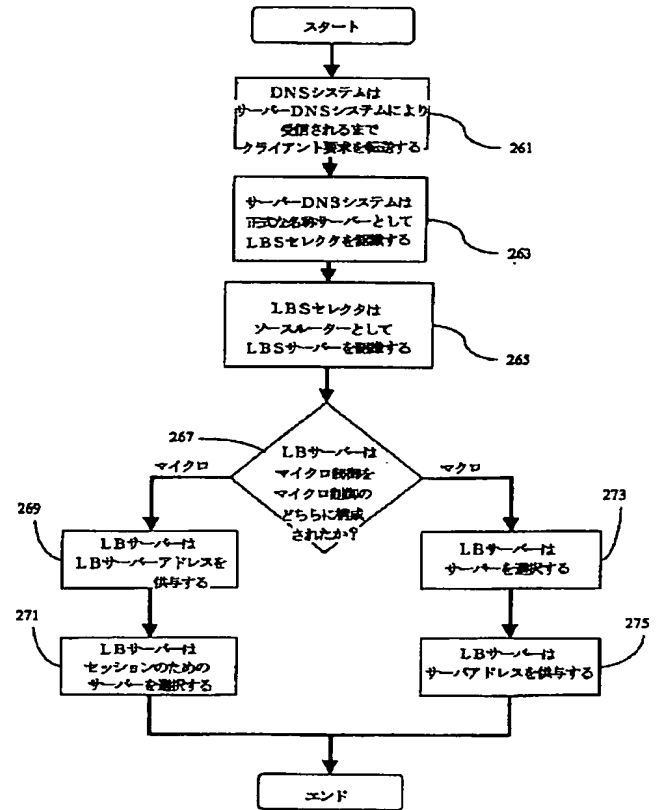 スタート
DNSシステムは
サーバーDNSシステムにより
受信されるまで
クライアント要求を転送する
261
サーバーDNSシステムは
正式な名称サーバーとして
LBSセレクタを認識する
263
LBSセレクタは
ソースルーターとして
LBSサーバーを認識する
265
267
LBサーバーは
マイクロ制御を
マイクロ制御の
どちらに構成
されたか?
マイクロ
マクロ
269
LBサーバーは
LBサーバーアドレスを
供与する
273
LBサーバーは
サーバーを選択する
271
LBサーバーは
セッションのための
サーバーを選択する
275
LBサーバーは
サーバアドレスを供与する
エンド